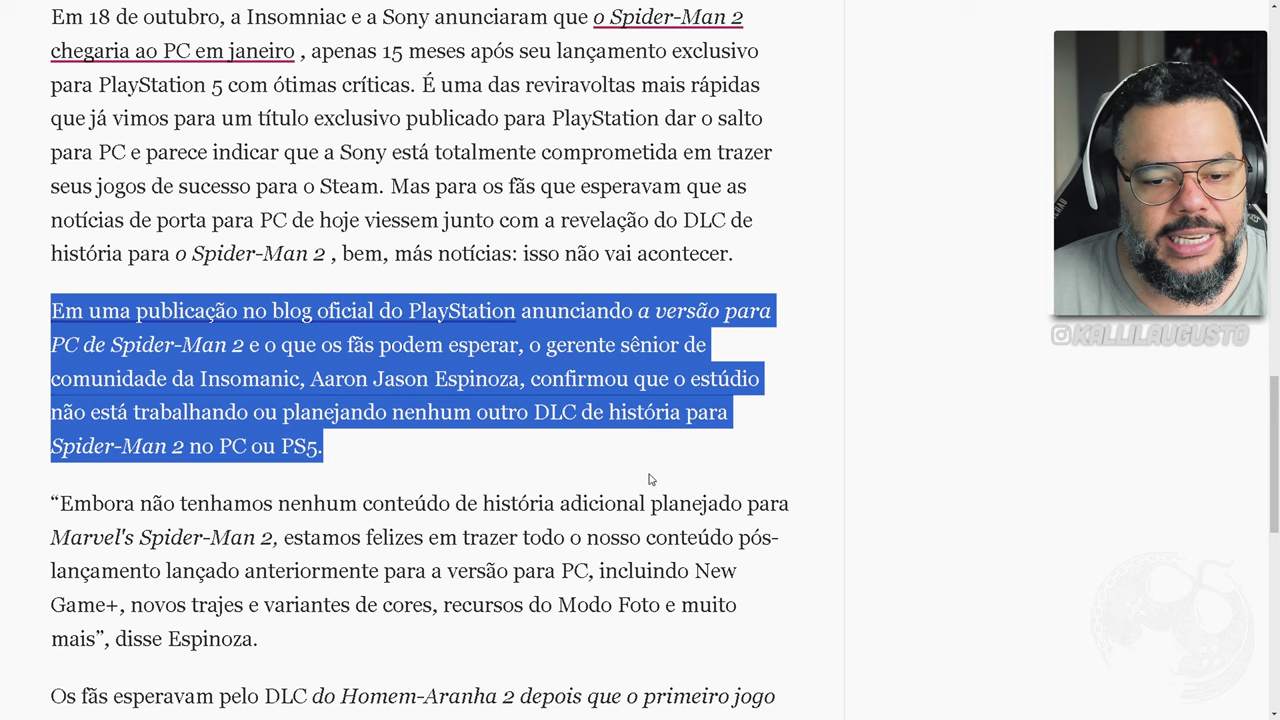 Em 18 de outubro, a Insomniac e a Sony anunciaram que o Spider-Man 2
chegaria ao PC em janeiro , apenas 15 meses após seu lançamento exclusivo
para PlayStation 5 com ótimas críticas. É uma das reviravoltas mais rápidas
que já vimos para um título exclusivo publicado para PlayStation dar o salto
para PC e parece indicar que a Sony está totalmente comprometida em trazer
seus jogos de sucesso para o Steam. Mas para os fãs que esperavam que as
notícias de porta para PC de hoje viessem junto com a revelação do DLC de
história para o Spider-Man 2 , bem, más notícias: isso não vai acontecer.
Em uma publicação no blog oficial do PlayStation anunciando a versão para
PC de Spider-Man 2 e o que os fãs podem esperar, o gerente sênior de
comunidade da Insomanic, Aaron Jason Espinoza, confirmou que o estúdio
não está trabalhando ou planejando nenhum outro DLC de história para
Spider-Man 2 no PC ou PS5.
“Embora não tenhamos nenhum conteúdo de história adicional planejado para
Marvel's Spider-Man 2, estamos felizes em trazer todo o nosso conteúdo pós-
lançamento lançado anteriormente para a versão para PC, incluindo New
Game+, novos trajes e variantes de cores, recursos do Modo Foto e muito
mais”, disse Espinoza.
Os fãs esperavam pelo DLC do Homem-Aranha 2 depois que o primeiro jogo
KALLILAUGUSTO